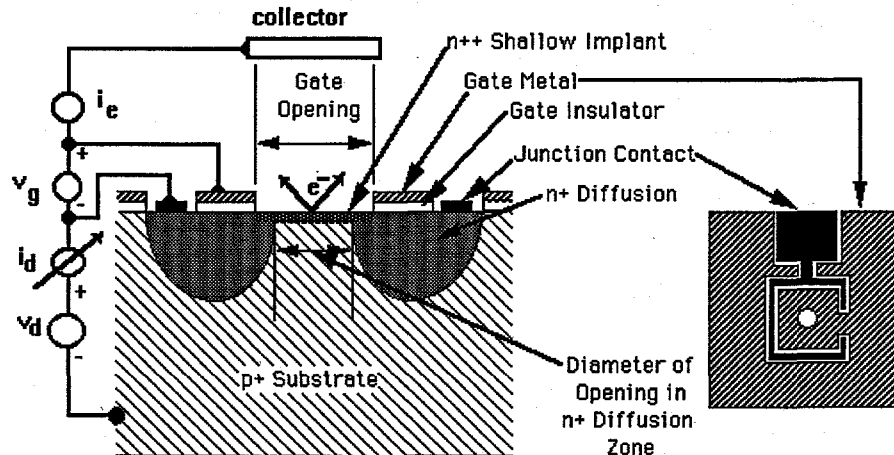 collector
n++ Shallow Implant
Gate
Opening
Gate Metal
Gate Insulator
Junction Contact
n+ Diffusion
i e
+
v g
-
e-
i d
+
v d
-
p+ Substrate
Diameter of
Opening in
n+ Diffusion
Zone